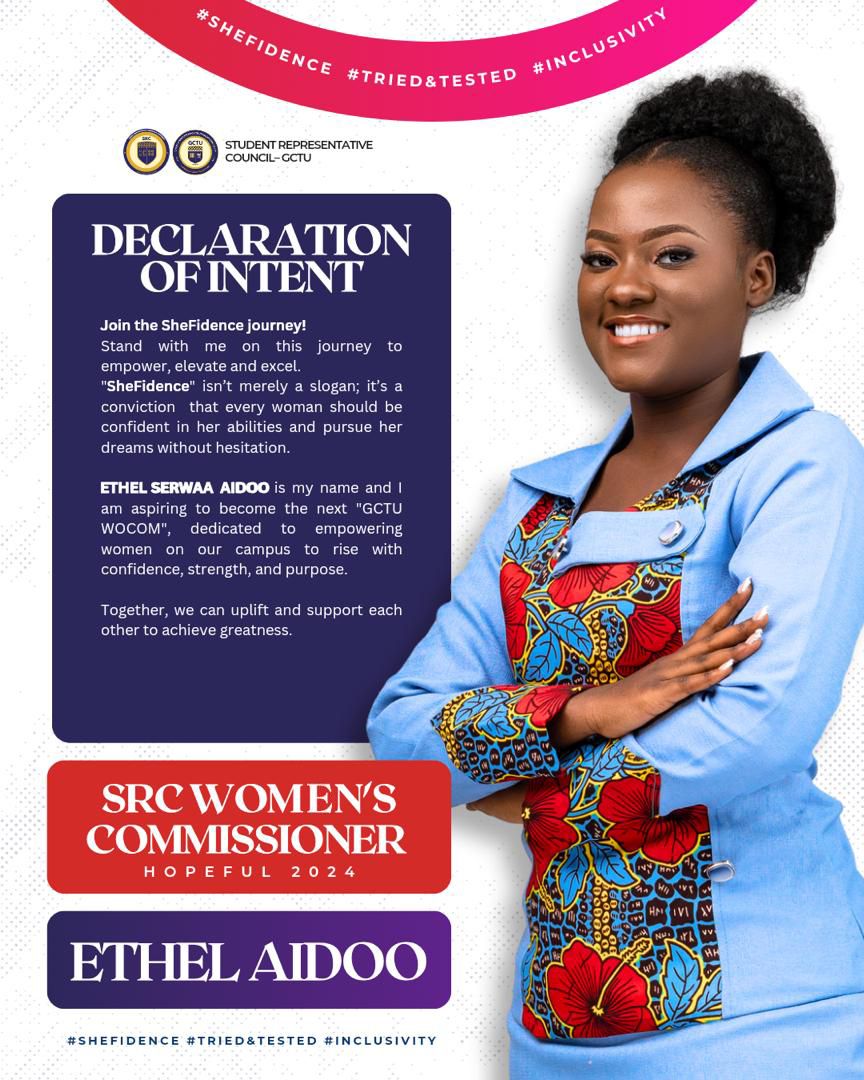 #SHEFIDENCE #TRIED&TESTED #INCLUSIVITY
SRC
GCTU
STUDENT REPRESENTATIVE
COUNCIL– GCTU
DECLARATION
OF INTENT
Join the SheFidence journey!
Stand with me on this journey to
empower, elevate and excel.
"SheFidence" isn’t merely a slogan; it’s a
conviction that every woman should be
confident in her abilities and pursue her
dreams without hesitation.
ETHEL SERWAA AIDOO is my name and I
am aspiring to become the next "GCTU
WOCOM", dedicated to empowering
women on our campus to rise with
confidence, strength, and purpose.
Together, we can uplift and support each
other to achieve greatness.
SRC WOMEN’S
COMMISSIONER
HOPEFUL 2024
ETHEL AIDOO
#SHEFIDENCE #TRIED&TESTED #INCLUSIVITY